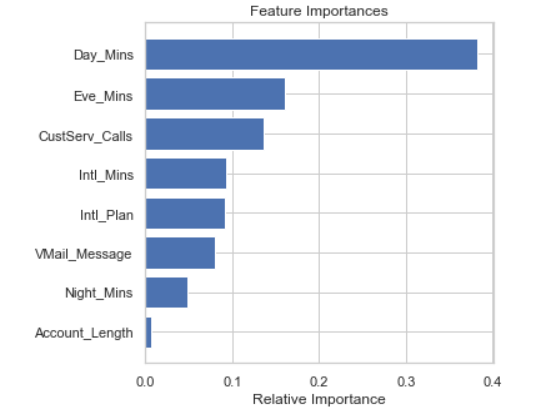 Feature Importances
Day_Mins
Eve_Mins
CustServ_Calls
Intl_Mins
Intl_Plan
VMail_Message
Night_Mins
Account_Length
0.0 0.1 0.2 0.3 0.4
Relative Importance